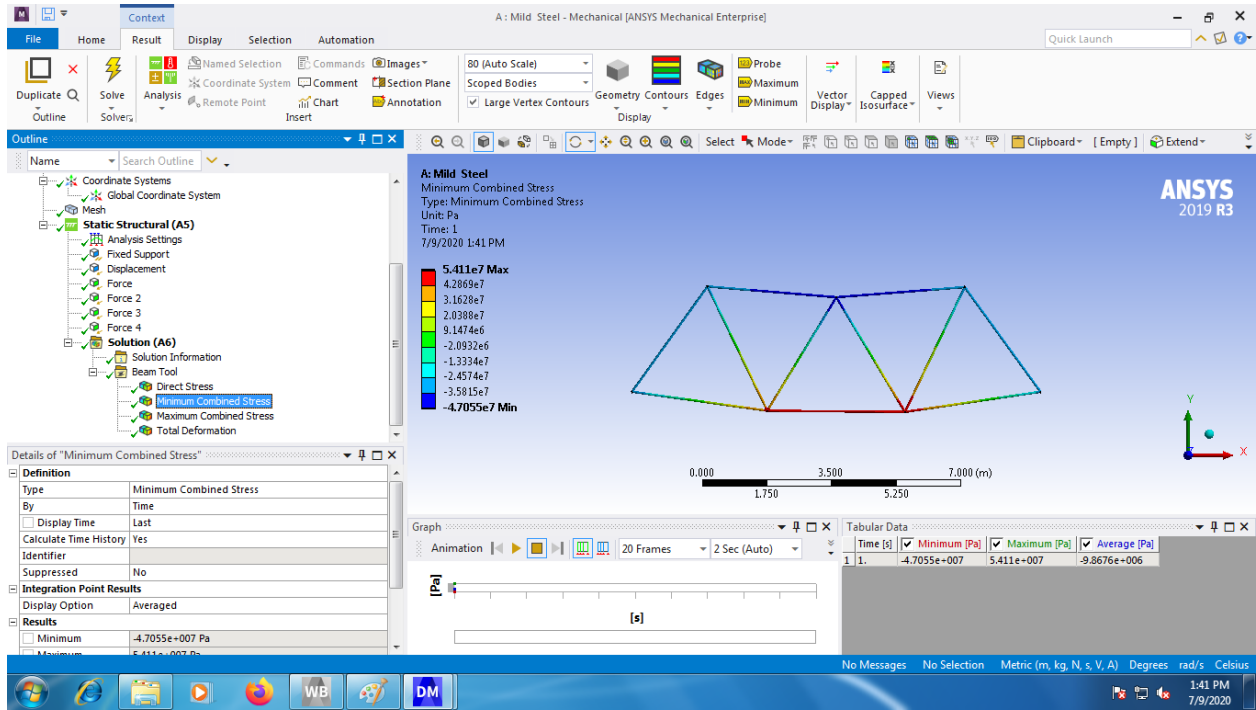 M
Context
A : Mild Steel - Mechanical [ANSYS Mechanical Enterprise]
File Home Result Display Selection Automation
Quick Launch
Duplicate Q
Outline
Solve
Solvers
Analysis
Named Selection
Coordinate System
Remote Point
Commands
Comment
Chart
Images
Section Plane
Annotation
Insert
80 (Auto Scale)
Scoped Bodies
Large Vertex Contours
Geometry Contours Edges
Probe
Maximum
Minimum
Display
Vector Display
Capped Isosurface
Views
Outline
Name
Search Outline
Select Mode
Clipboard [ Empty ] Extend
Coordinate Systems
Global Coordinate System
Mesh
Static Structural (A5)
Analysis Settings
Fixed Support
Displacement
Force
Force 2
Force 3
Force 4
Solution (A6)
Solution Information
Beam Tool
Direct Stress
Minimum Combined Stress
Maximum Combined Stress
Total Deformation
A: Mild Steel
Minimum Combined Stress
Type: Minimum Combined Stress
Unit: Pa
Time: 1
7/9/2020 1:41 PM
5.411e7 Max
4.2869e7
3.1628e7
2.0388e7
9.1474e6
-2.0932e6
-1.3334e7
-2.4574e7
-3.5815e7
-4.7055e7 Min
ANSYS
2019 R3
Y
X
0.000 3.500 7.000 (m)
1.750 5.250
Details of "Minimum Combined Stress"
Definition
Type Minimum Combined Stress
By Time
Display Time Last
Calculate Time History Yes
Identifier
Suppressed No
Integration Point Results
Display Option Averaged
Results
Minimum -4.7055e+007 Pa
Maximum 5.411e+007 Pa
Graph
Animation
20 Frames
2 Sec (Auto)
[Pa]
[s]
Tabular Data
Time [s] Minimum [Pa] Maximum [Pa] Average [Pa]
1 1. -4.7055e+007 5.411e+007 -9.8676e+006
No Messages No Selection Metric (m, kg, N, s, V, A) Degrees rad/s Celsius
WB
DM
1:41 PM
7/9/2020